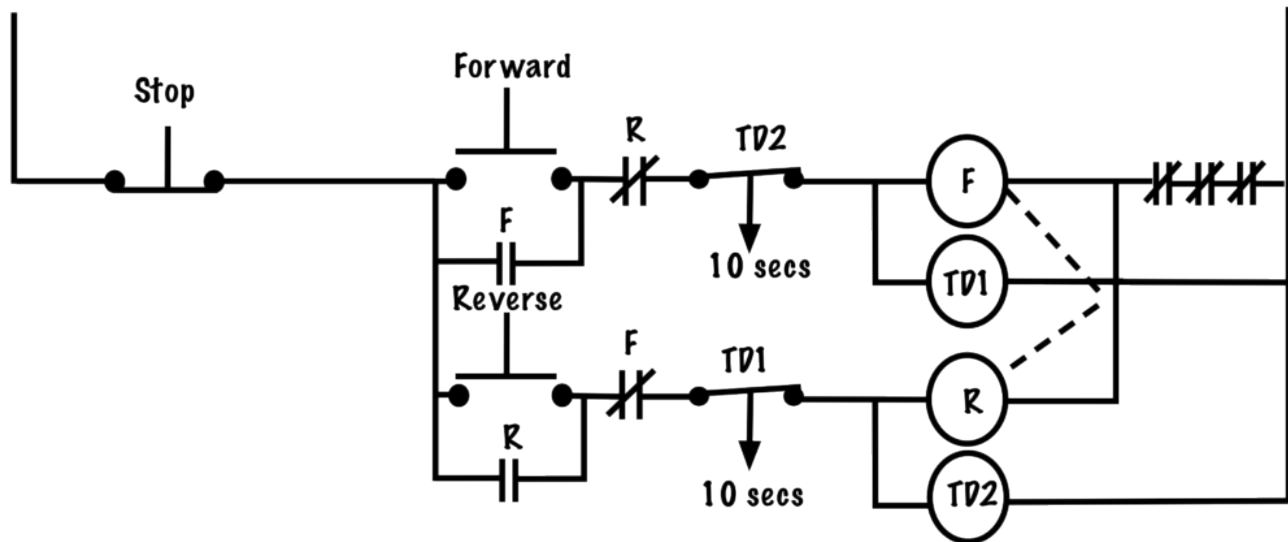 Forward
Stop
R
TD2
F
F
10 secs
TD1
Reverse
F
TD1
R
R
10 secs
TD2